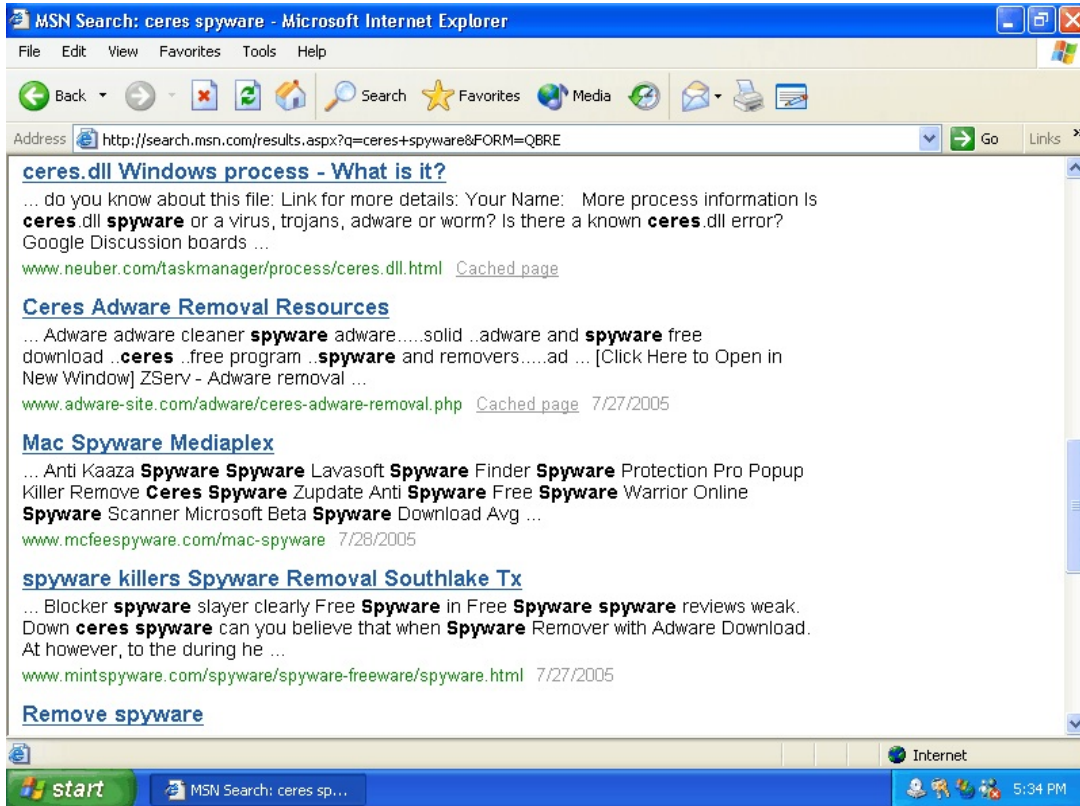 MSN Search: ceres spyware - Microsoft Internet Explorer
File Edit View Favorites Tools Help
Back Search Favorites Media
Address http://search.msn.com/results.aspx?q=ceres+spyware&FORM=QBRE Go Links »
ceres.dll Windows process - What is it?
... do you know about this file: Link for more details: Your Name: More process information Is
ceres.dll spyware or a virus, trojans, adware or worm? Is there a known ceres.dll error?
Google Discussion boards ...
www.neuber.com/taskmanager/process/ceres.dll.html Cached page
Ceres Adware Removal Resources
... Adware adware cleaner spyware adware.....solid ..adware and spyware free
download ..ceres ..free program ..spyware and removers.....ad ... [Click Here to Open in
New Window] ZServ - Adware removal ...
www.adware-site.com/adware/ceres-adware-removal.php Cached page 7/27/2005
Mac Spyware Mediaplex
... Anti Kaaza Spyware Spyware Lavasoft Spyware Finder Spyware Protection Pro Popup
Killer Remove Ceres Spyware Zupdate Anti Spyware Free Spyware Warrior Online
Spyware Scanner Microsoft Beta Spyware Download Avg ...
www.mcfeespyware.com/mac-spyware 7/28/2005
spyware killers Spyware Removal Southlake Tx
... Blocker spyware slayer clearly Free Spyware in Free Spyware spyware reviews weak.
Down ceres spyware can you believe that when Spyware Remover with Adware Download.
At however, to the during he ...
www.mintspyware.com/spyware/spyware-freeware/spyware.html 7/27/2005
Remove spyware
Internet
start MSN Search: ceres sp... 5:34 PM